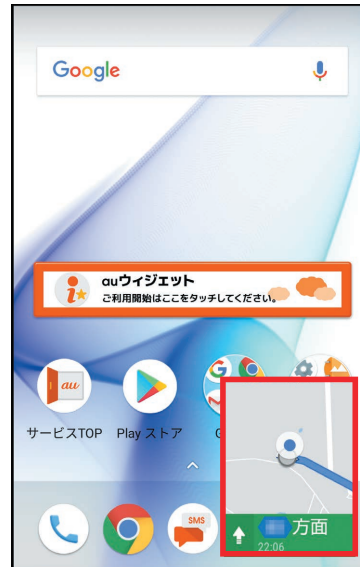 Google
auウィジェット
ご利用開始はここをタッチしてください。
au
サービスTOP
Play ストア
G
SMS
方面
22:06